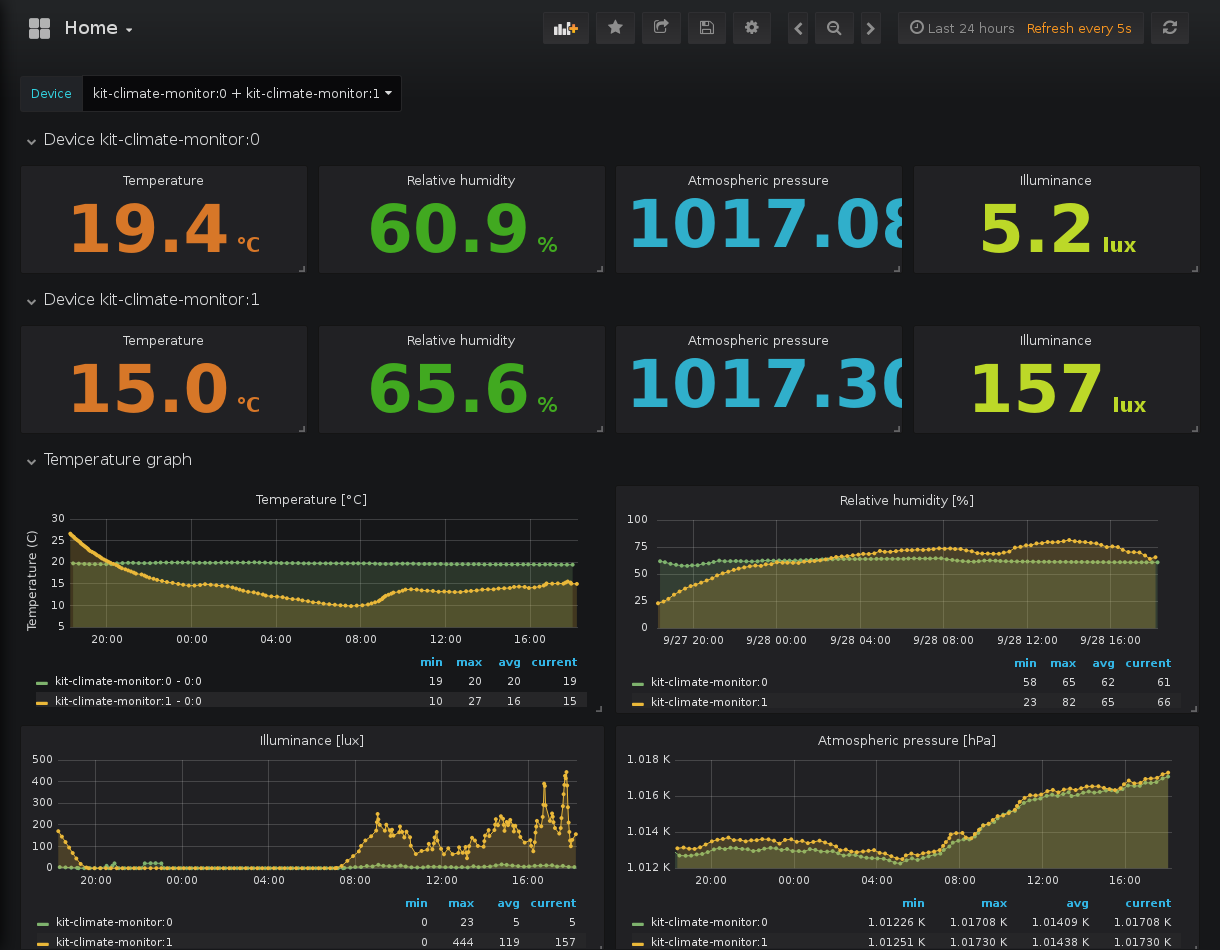 Home
Last 24 hours Refresh every 5s
Device kit-climate-monitor:0 + kit-climate-monitor:1
Device kit-climate-monitor:0
Temperature Relative humidity Atmospheric pressure Illuminance
19.4 °C 60.9 % 1017.08 5.2 lux
Device kit-climate-monitor:1
Temperature Relative humidity Atmospheric pressure Illuminance
15.0 °C 65.6 % 1017.30 157 lux
Temperature graph
Temperature [°C]
Temperature (C)
30
25
20
15
10
5
20:00 00:00 04:00 08:00 12:00 16:00
min max avg current
kit-climate-monitor:0 - 0:0 19 20 20 19
kit-climate-monitor:1 - 0:0 10 27 16 15
Relative humidity [%]
100
75
50
25
0
9/27 20:00 9/28 00:00 9/28 04:00 9/28 08:00 9/28 12:00 9/28 16:00
min max avg current
kit-climate-monitor:0 58 65 62 61
kit-climate-monitor:1 23 82 65 66
Illuminance [lux]
500
400
300
200
100
0
20:00 00:00 04:00 08:00 12:00 16:00
min max avg current
kit-climate-monitor:0 0 23 5 5
kit-climate-monitor:1 0 444 119 157
Atmospheric pressure [hPa]
1.018 K
1.016 K
1.014 K
1.012 K
20:00 00:00 04:00 08:00 12:00 16:00
min max avg current
kit-climate-monitor:0 1.01226 K 1.01708 K 1.01409 K 1.01708 K
kit-climate-monitor:1 1.01251 K 1.01730 K 1.01438 K 1.01730 K